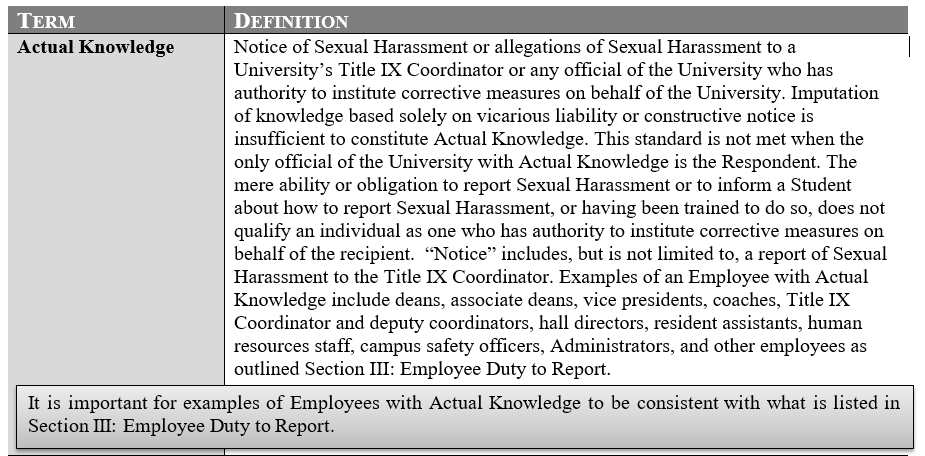 TERM DEFINITION
Actual Knowledge Notice of Sexual Harassment or allegations of Sexual Harassment to a
University’s Title IX Coordinator or any official of the University who has
authority to institute corrective measures on behalf of the University. Imputation
of knowledge based solely on vicarious liability or constructive notice is
insufficient to constitute Actual Knowledge. This standard is not met when the
only official of the University with Actual Knowledge is the Respondent. The
mere ability or obligation to report Sexual Harassment or to inform a Student
about how to report Sexual Harassment, or having been trained to do so, does not
qualify an individual as one who has authority to institute corrective measures on
behalf of the recipient.  “Notice” includes, but is not limited to, a report of Sexual
Harassment to the Title IX Coordinator. Examples of an Employee with Actual
Knowledge include deans, associate deans, vice presidents, coaches, Title IX
Coordinator and deputy coordinators, hall directors, resident assistants, human
resources staff, campus safety officers, Administrators, and other employees as
outlined Section III: Employee Duty to Report.
It is important for examples of Employees with Actual Knowledge to be consistent with what is listed in
Section III: Employee Duty to Report.